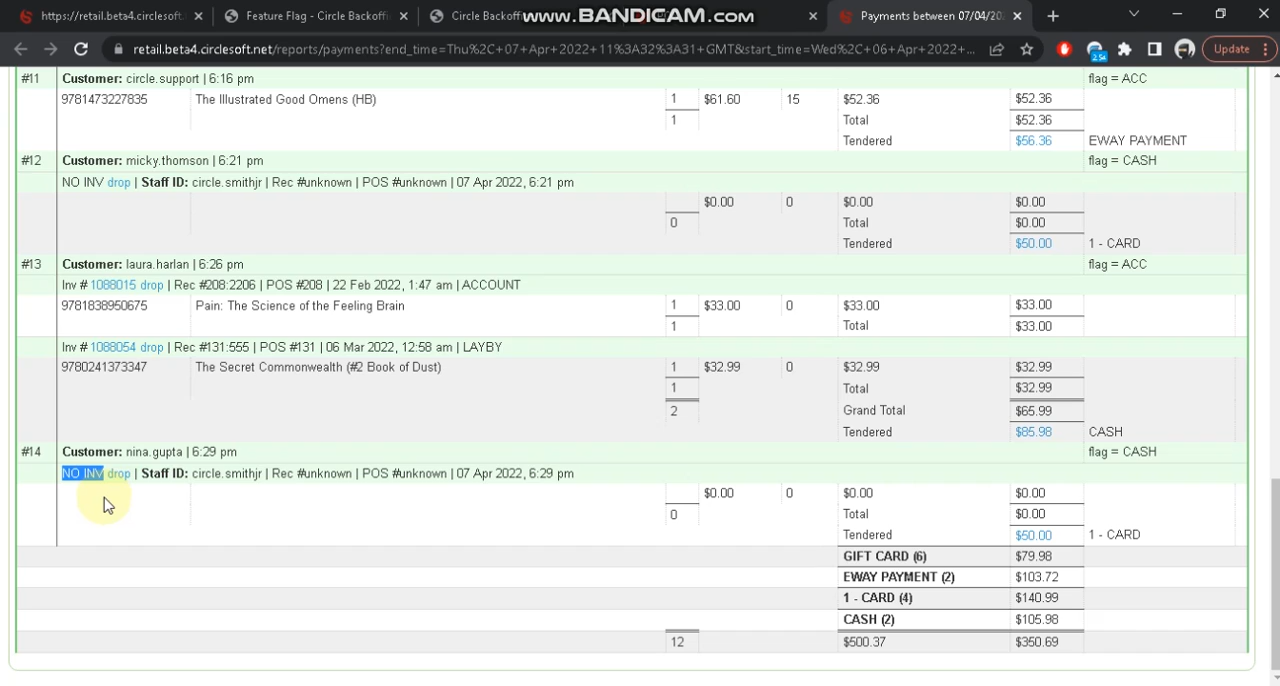 https://retail.beta4.circlesoft. Feature Flag - Circle Backoffi Circle Backoffi www.BANDICAM.com Payments between 07/04/20
retail.beta4.circlesoft.net/reports/payments?end_time=Thu%2C+07+Apr+2022+11%3A32%3A31+GMT&start_time=Wed%2C+06+Apr+2022+... 2.54 Update
#11 Customer: circle.support | 6:16 pm flag = ACC
9781473227835 The Illustrated Good Omens (HB) 1 $61.60 15 $52.36 $52.36
1 Total $52.36
Tendered $56.36 EWAY PAYMENT
#12 Customer: micky.thomson | 6:21 pm flag = CASH
NO INV drop | Staff ID: circle.smithjr | Rec #unknown | POS #unknown | 07 Apr 2022, 6:21 pm
$0.00 0 $0.00 $0.00
0 Total $0.00
Tendered $50.00 1 - CARD
#13 Customer: laura.harlan | 6:26 pm flag = ACC
Inv # 1088015 drop | Rec #208:2206 | POS #208 | 22 Feb 2022, 1:47 am | ACCOUNT
9781838950675 Pain: The Science of the Feeling Brain 1 $33.00 0 $33.00 $33.00
1 Total $33.00
Inv # 1088054 drop | Rec #131:555 | POS #131 | 06 Mar 2022, 12:58 am | LAYBY
9780241373347 The Secret Commonwealth (#2 Book of Dust) 1 $32.99 0 $32.99 $32.99
1 Total $32.99
2 Grand Total $65.99
Tendered $85.98 CASH
#14 Customer: nina.gupta | 6:29 pm flag = CASH
NO INV drop | Staff ID: circle.smithjr | Rec #unknown | POS #unknown | 07 Apr 2022, 6:29 pm
$0.00 0 $0.00 $0.00
0 Total $0.00
Tendered $50.00 1 - CARD
GIFT CARD (6) $79.98
EWAY PAYMENT (2) $103.72
1 - CARD (4) $140.99
CASH (2) $105.98
12 $500.37 $350.69